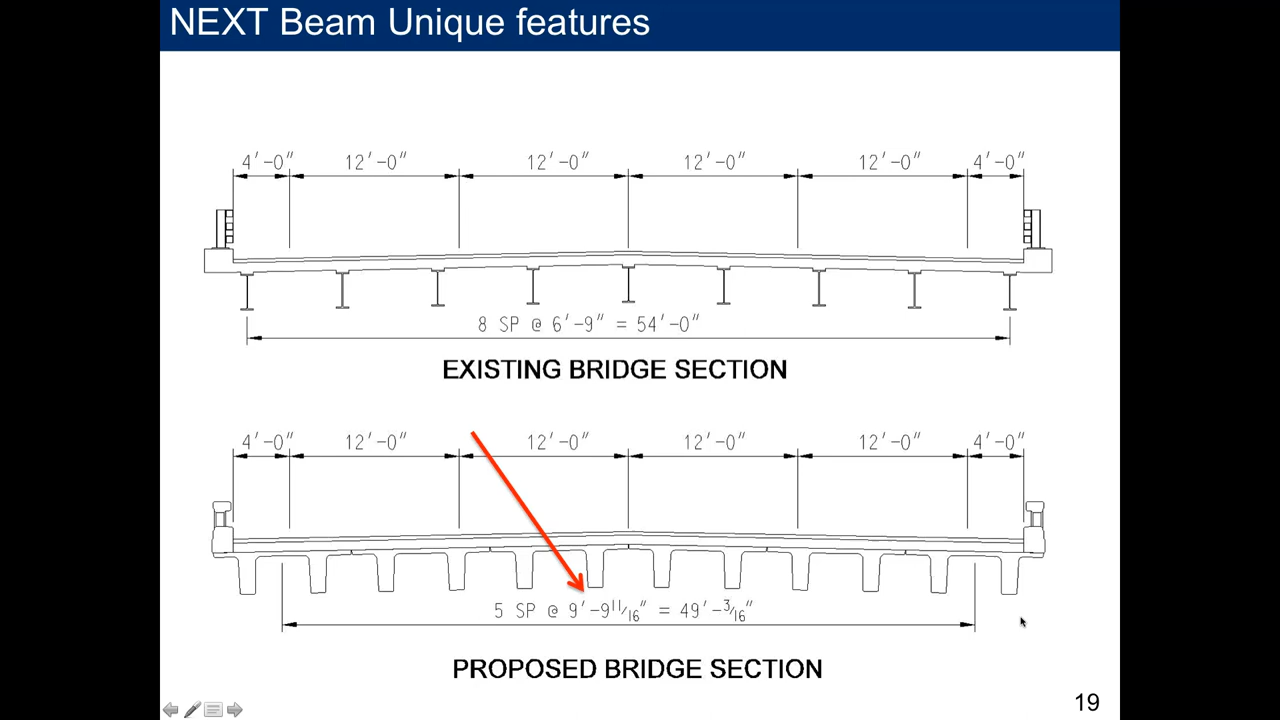 NEXT Beam Unique features
4'-0" 12'-0" 12'-0" 12'-0" 12'-0" 4'-0"
8 SP @ 6'-9" = 54'-0"
EXISTING BRIDGE SECTION
4'-0" 12'-0" 12'-0" 12'-0" 12'-0" 4'-0"
5 SP @ 9'-9 11/16" = 49'-3/16"
PROPOSED BRIDGE SECTION
19